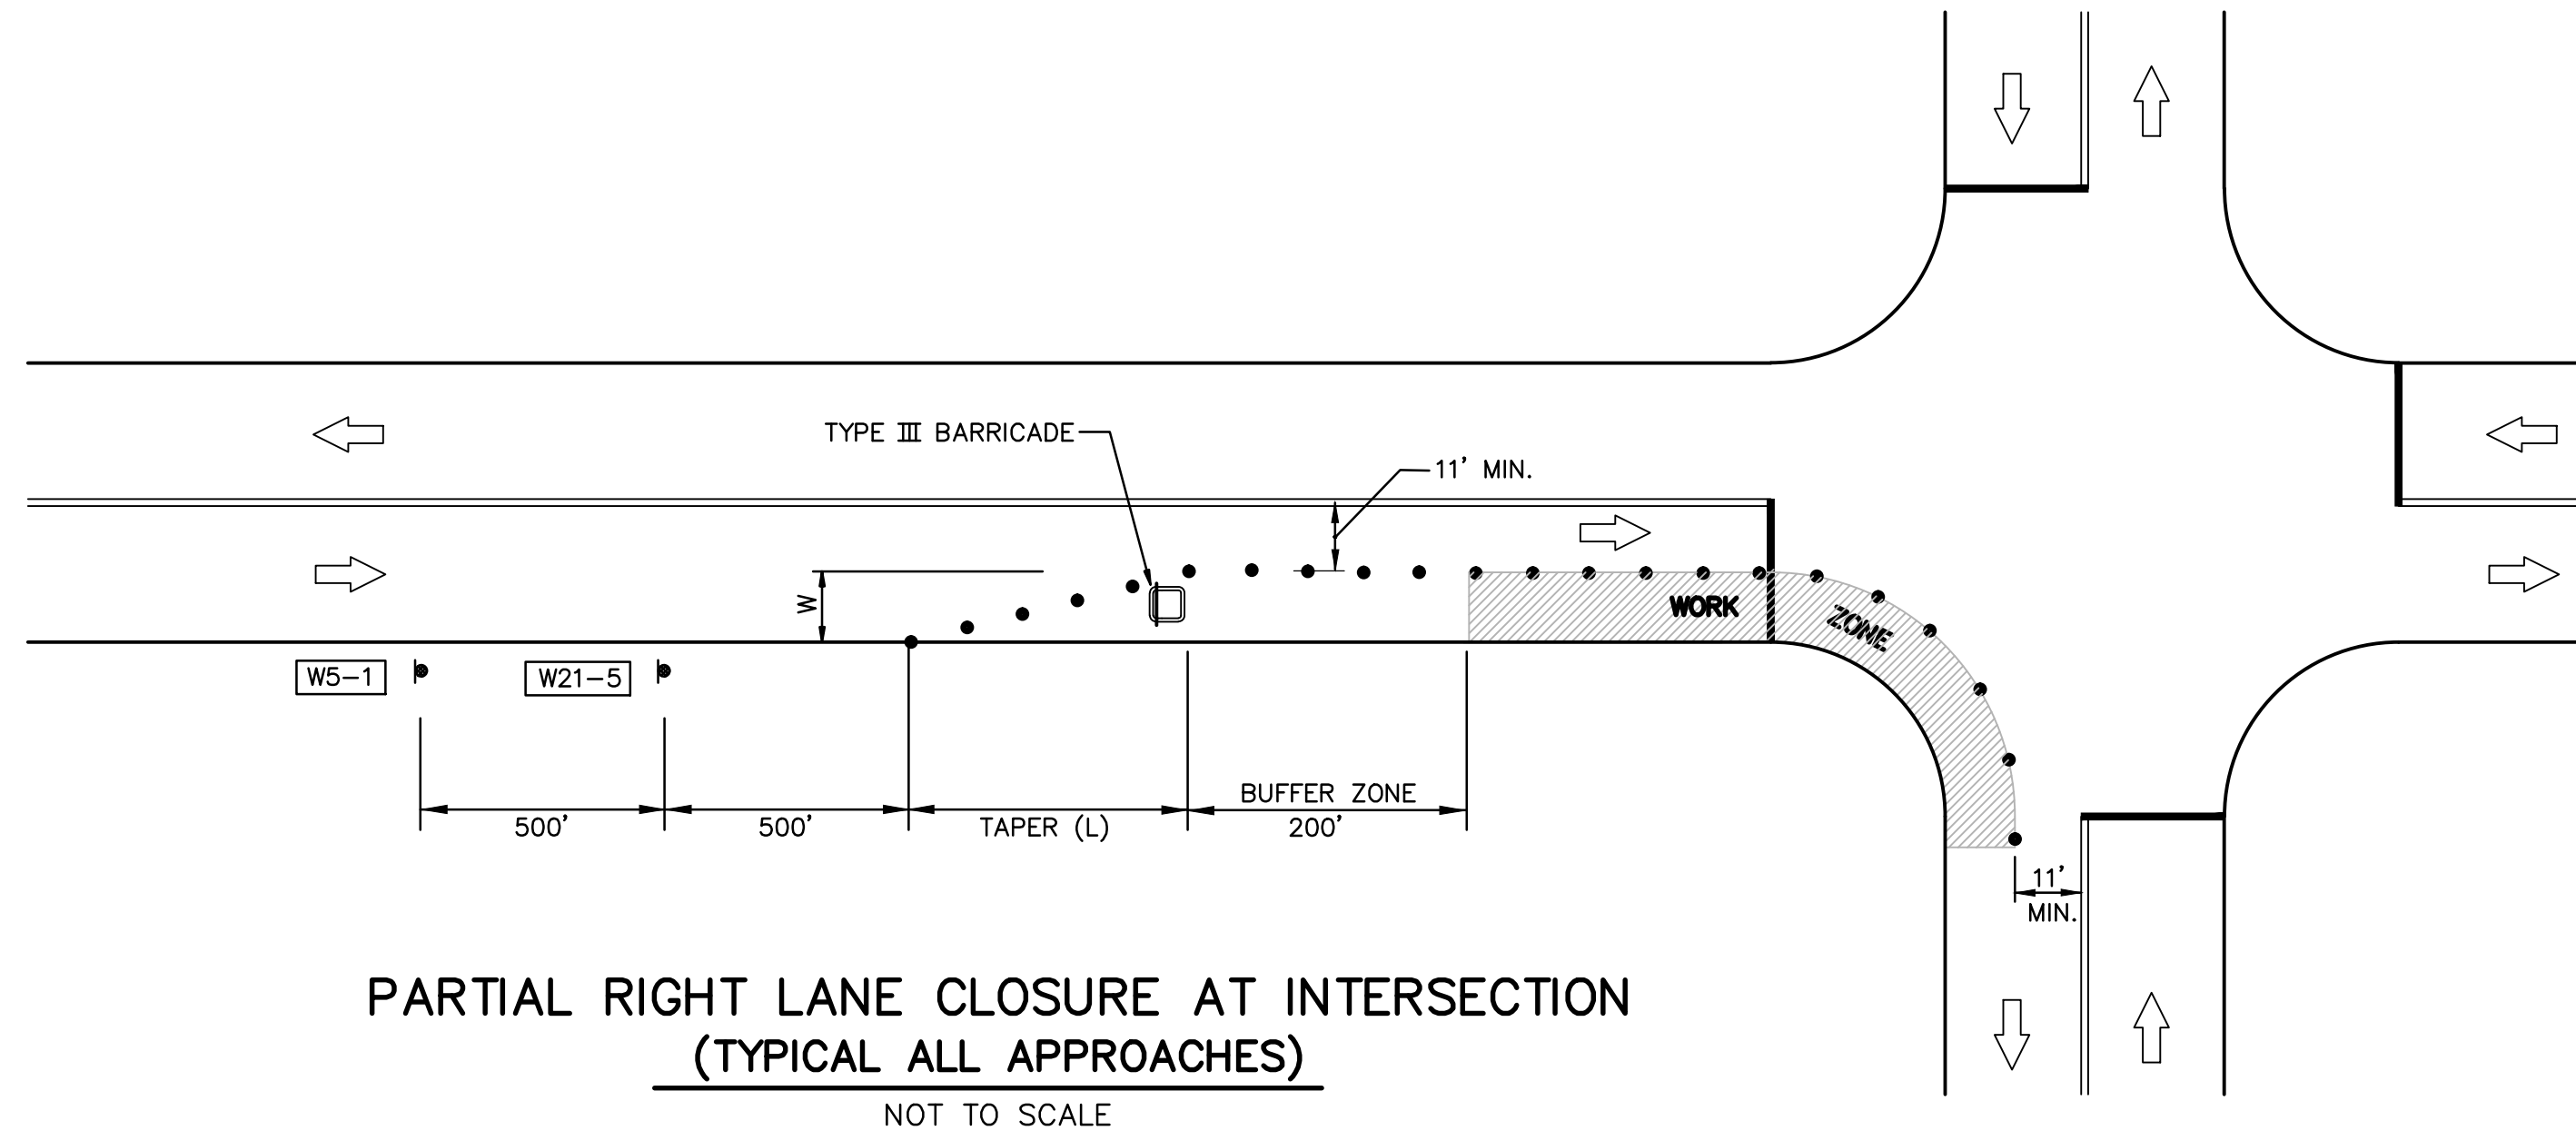 TYPE III BARRICADE
11' MIN.
W
WORK ZONE
W5-1
W21-5
BUFFER ZONE
500'
500'
TAPER (L)
200'
11'
MIN.
PARTIAL RIGHT LANE CLOSURE AT INTERSECTION
(TYPICAL ALL APPROACHES)
NOT TO SCALE